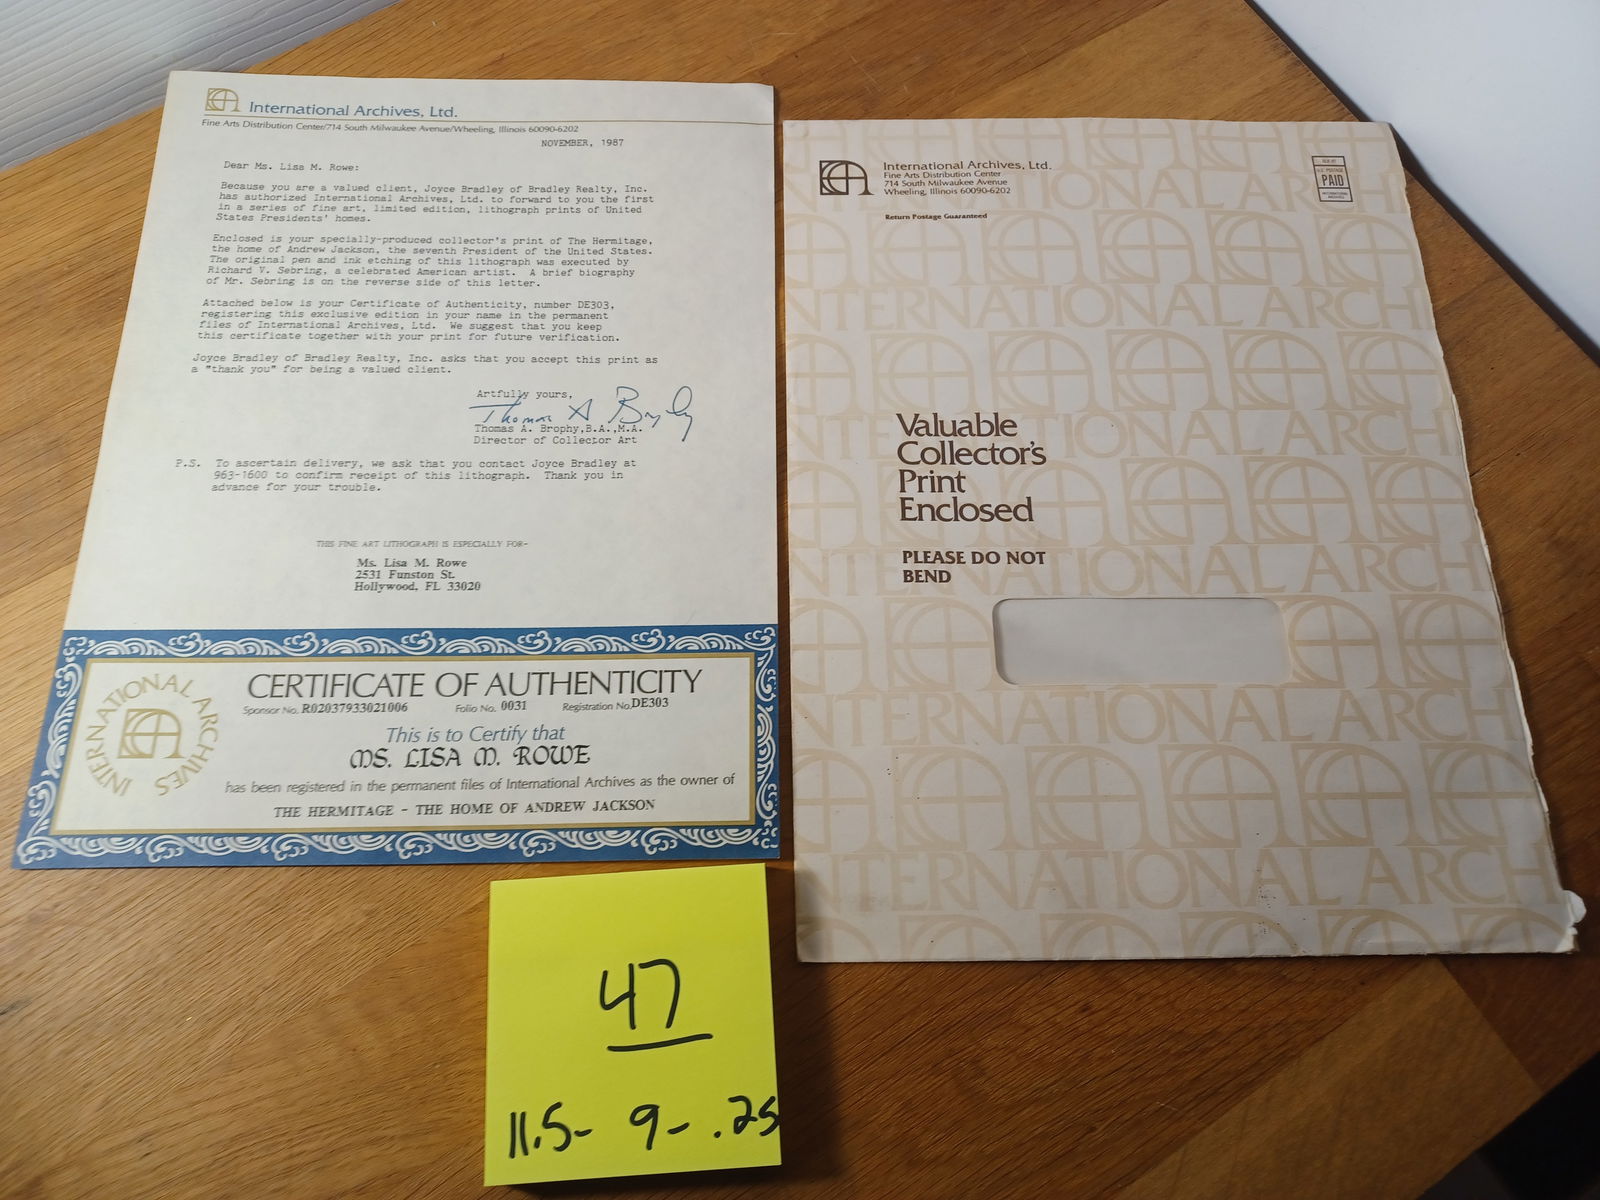 International Archives, Ltd.
Fine Arts Distribution Center/714 South Milwaukee Avenue/Wheeling, Illinois 60090-6202
NOVEMBER, 1987
Dear Ms. Lisa M. Rowe:
Because you are a valued client, Joyce Bradley of Bradley Realty, Inc.
has authorized International Archives, Ltd. to forward to you the first
in a series of fine art, limited edition, lithograph prints of United
States Presidents' homes.
Enclosed is your specially-produced collector's print of The Hermitage,
the home of Andrew Jackson, the seventh President of the United States.
The original pen and ink etching of this lithograph was executed by
Richard V. Sebring, a celebrated American artist. A brief biography
of Mr. Sebring is on the reverse side of this letter.
Attached below is your Certificate of Authenticity, number DE303,
registering this exclusive edition in your name in the permanent
files of International Archives, Ltd. We suggest that you keep
this certificate together with your print for future verification.
Joyce Bradley of Bradley Realty, Inc. asks that you accept this print as
a "thank you" for being a valued client.
Artfully yours,
Thomas A Brophy
Thomas A. Brophy, B.A.,M.A.
Director of Collector Art
P.S. To ascertain delivery, we ask that you contact Joyce Bradley at
963-1600 to confirm receipt of this lithograph. Thank you in
advance for your trouble.
THIS FINE ART LITHOGRAPH IS ESPECIALLY FOR-
Ms. Lisa M. Rowe
2531 Funston St.
Hollywood, FL 33020
INTERNATIONAL ARCHIVES
CERTIFICATE OF AUTHENTICITY
Sponsor No. R02037933021006 Folio No. 0031 Registration No. DE303
This is to Certify that
MS. LISA M. ROWE
has been registered in the permanent files of International Archives as the owner of
THE HERMITAGE - THE HOME OF ANDREW JACKSON
International Archives, Ltd.
Fine Arts Distribution Center
714 South Milwaukee Avenue
Wheeling, Illinois 60090-6202
Return Postage Guaranteed
U.S. POSTAGE
PAID
INTERNATIONAL
ARCHIVES
INTERNATIONAL ARCH
INTERNATIONAL ARCH
Valuable
Collector's
Print
Enclosed
PLEASE DO NOT
BEND
INTERNATIONAL ARCH
INTERNATIONAL ARCH
INTERNATIONAL ARCH
47
11.5- 9- .25